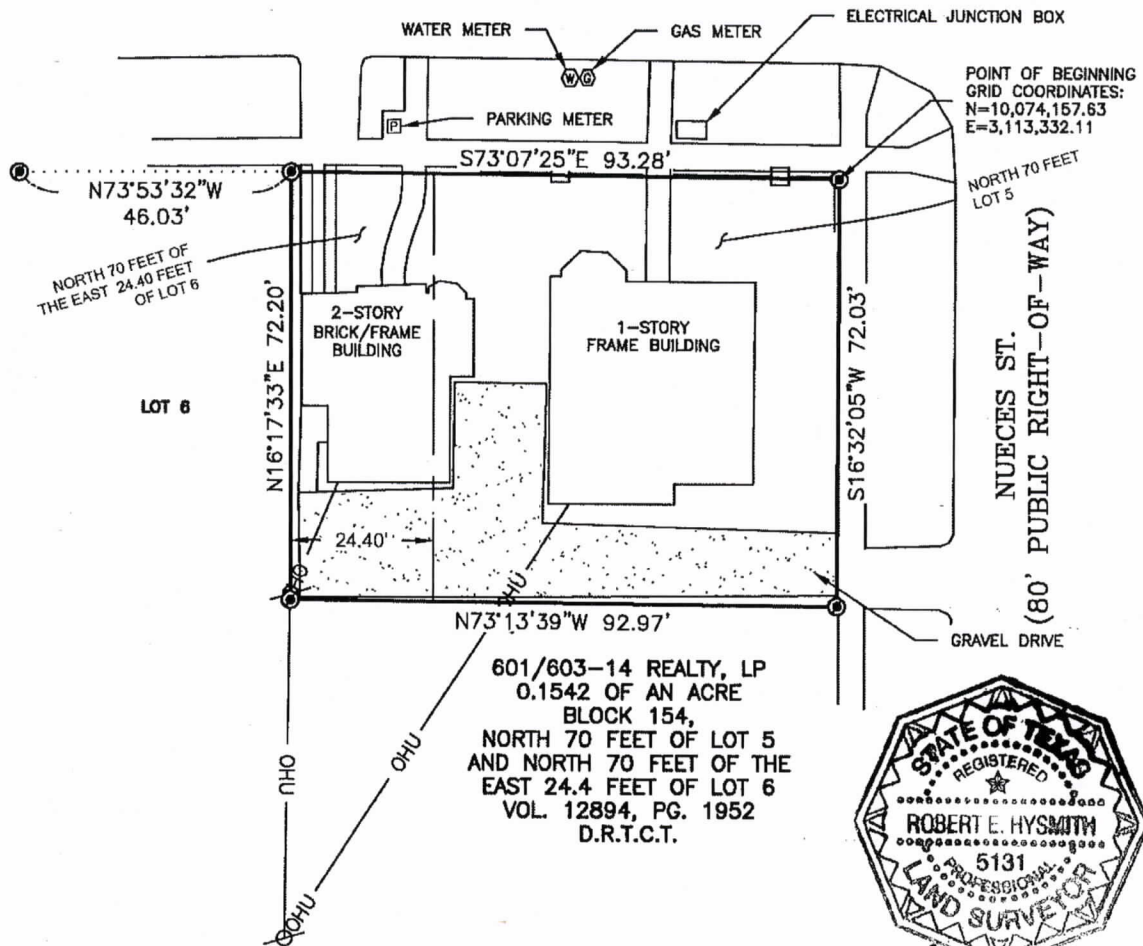 ELECTRICAL JUNCTION BOX
WATER METER
GAS METER
W G
POINT OF BEGINNING
GRID COORDINATES:
N=10,074,157.63
E=3,113,332.11
P
PARKING METER
S73°07'25"E 93.28'
N73°53'32"W
46.03'
NORTH 70 FEET
LOT 5
NORTH 70 FEET OF
THE EAST 24.40 FEET
OF LOT 6
2-STORY
BRICK/FRAME
BUILDING
1-STORY
FRAME BUILDING
LOT 6
N16°17'33"E 72.20'
S16°32'05"W 72.03'
NUECES ST.
(80' PUBLIC RIGHT-OF-WAY)
24.40'
OHU
N73°13'39"W 92.97'
GRAVEL DRIVE
601/603-14 REALTY, LP
0.1542 OF AN ACRE
BLOCK 154,
NORTH 70 FEET OF LOT 5
AND NORTH 70 FEET OF THE
EAST 24.4 FEET OF LOT 6
VOL. 12894, PG. 1952
D.R.T.C.T.
OHU
OHU
OHU
STATE OF TEXAS
REGISTERED
ROBERT E. HYSMITH
5131
PROFESSIONAL
LAND SURVEYOR